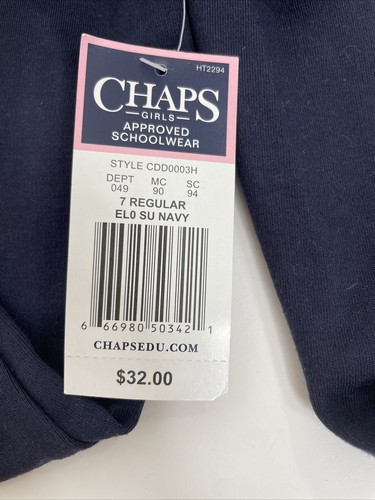 HT2294
CHAPS
GIRLS
APPROVED
SCHOOLWEAR
STYLE CDD0003H
DEPT MC SC
049 90 94
7 REGULAR
EL0 SU NAVY
6 66980 50342 1
CHAPSEDU.COM
$32.00